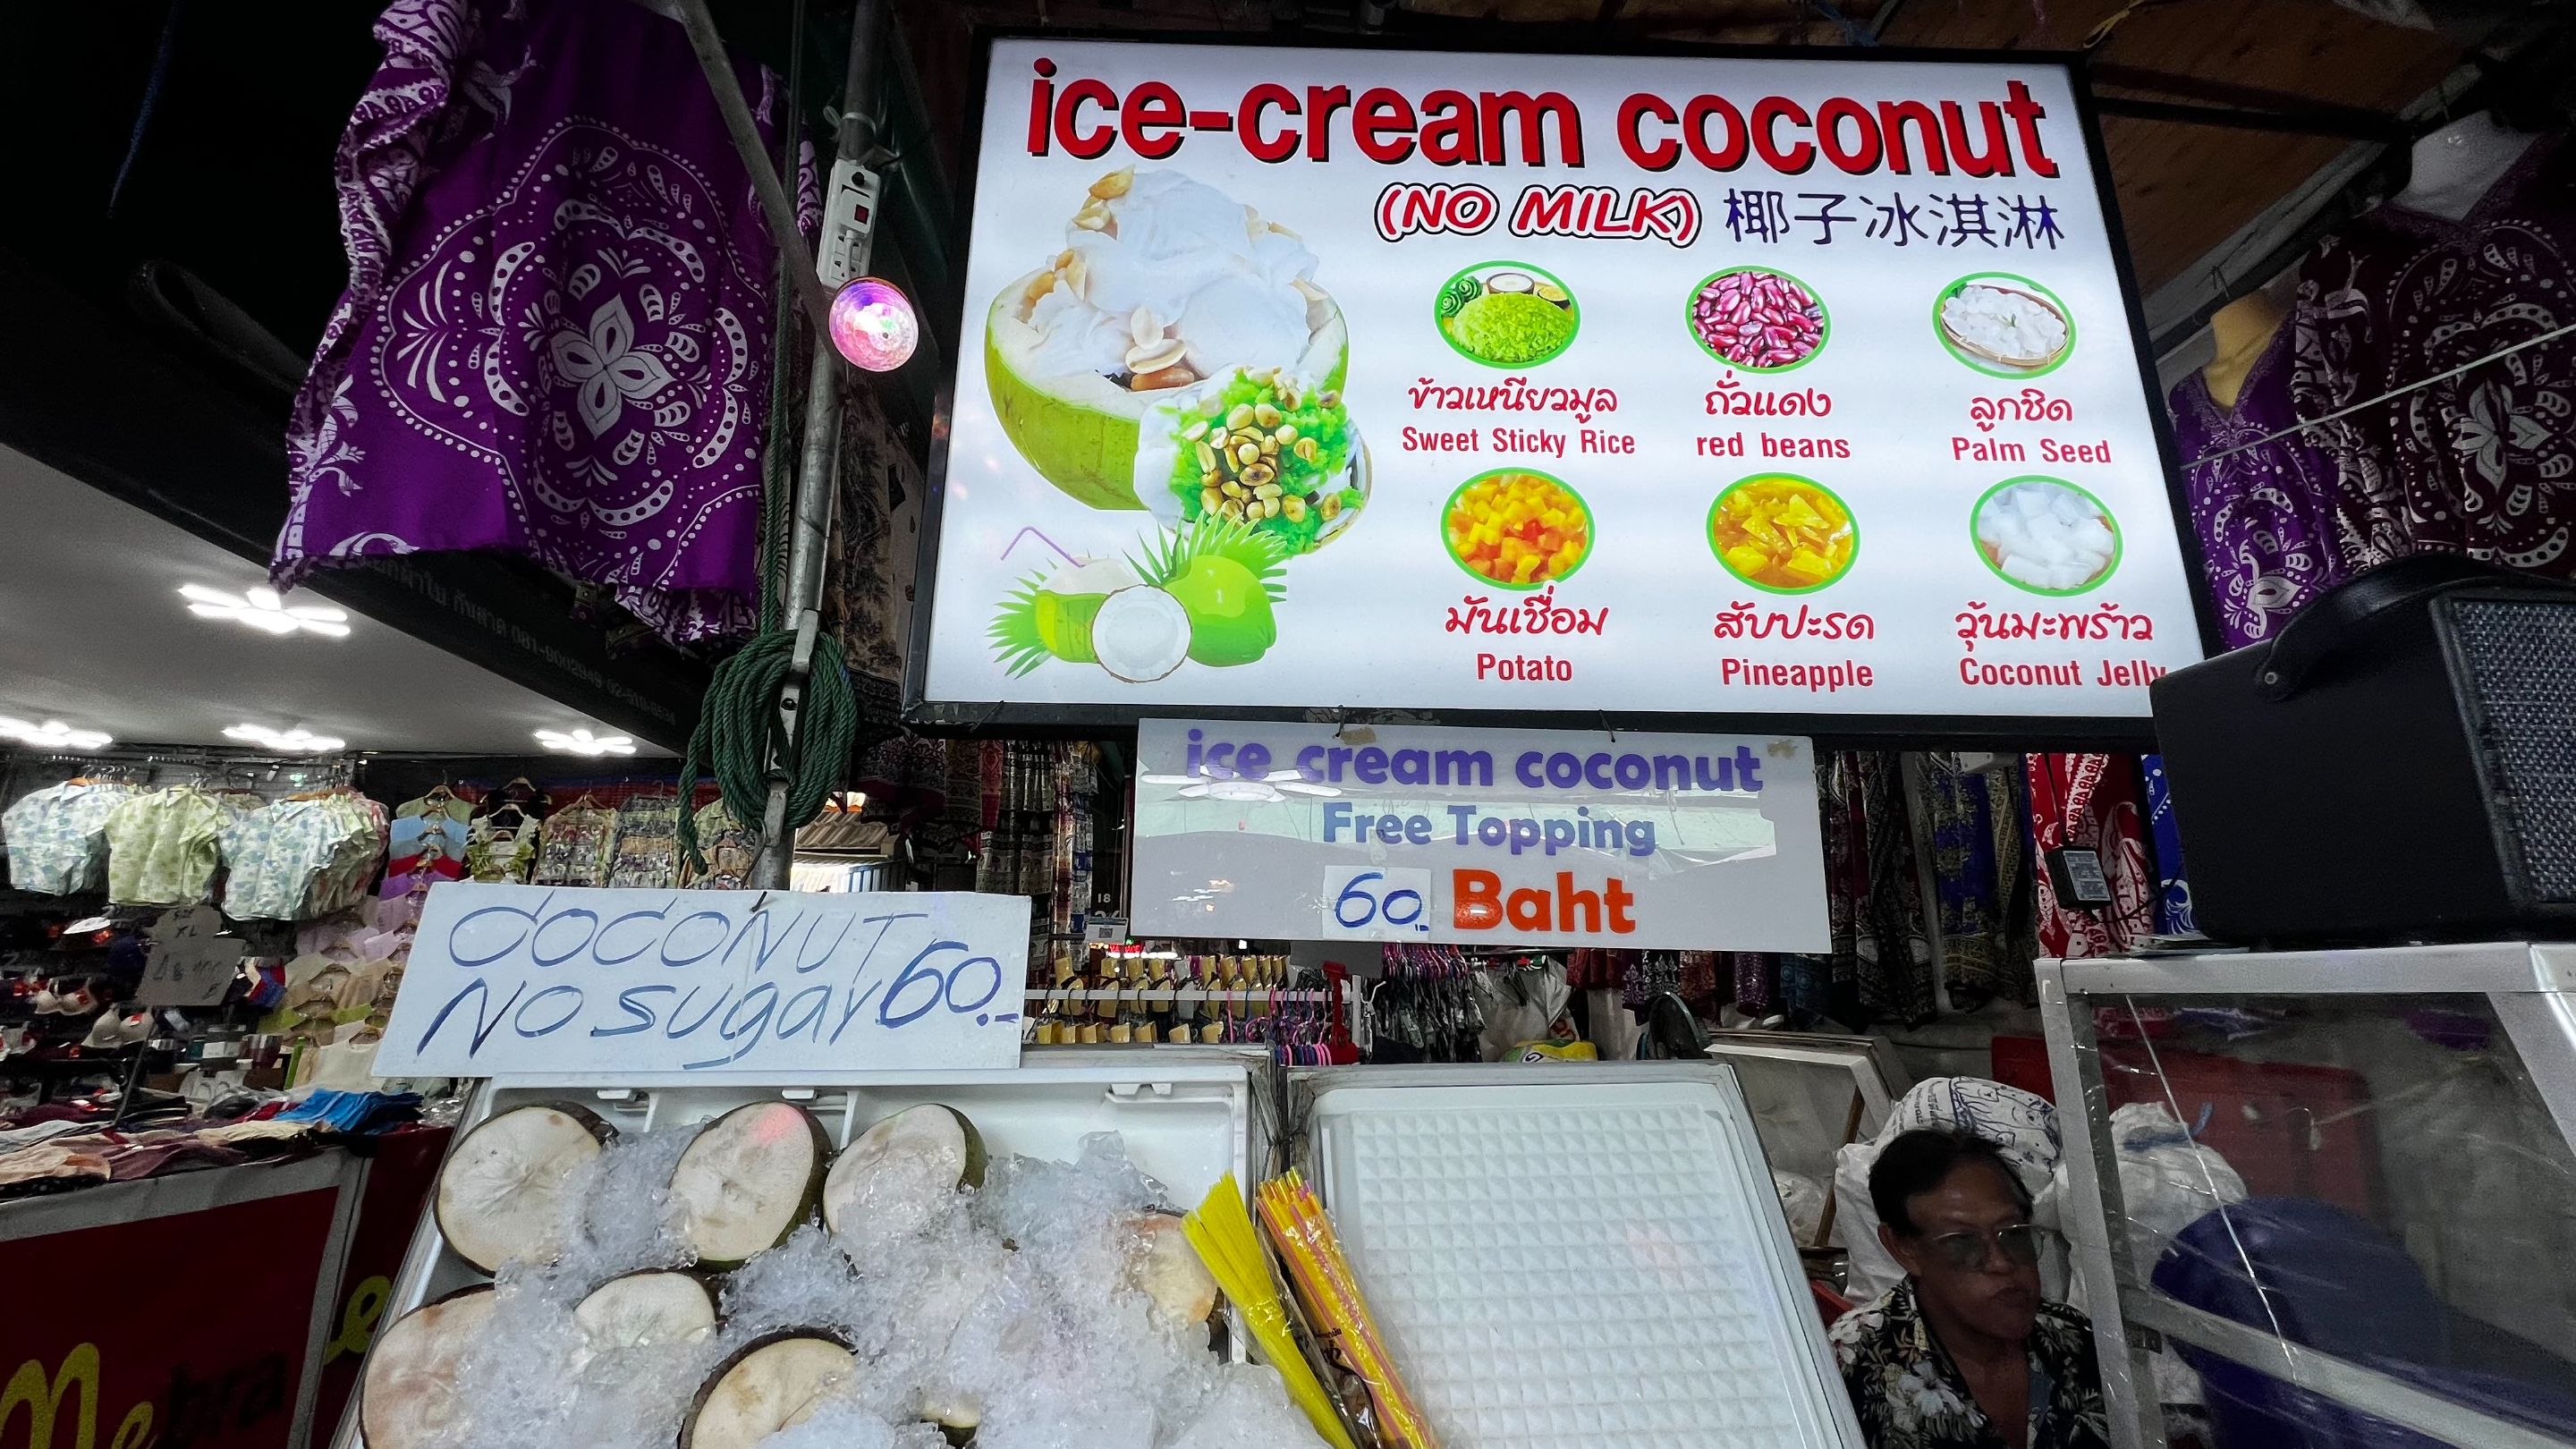 ice-cream coconut
(NO MILK) 椰子冰淇淋
ข้าวเหนียวมูล
Sweet Sticky Rice
ถั่วแดง
red beans
ลูกชิด
Palm Seed
มันเชื่อม
Potato
สับปะรด
Pineapple
วุ้นมะพร้าว
Coconut Jelly
ice cream coconut
Free Topping
60.- Baht
COCONUT
NO sugar 60.-
18
XL